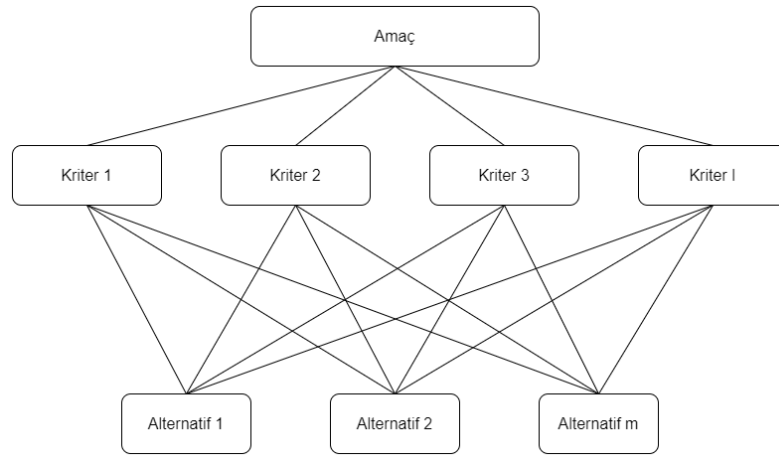 Amaç
Kriter 1
Kriter 2
Kriter 3
Kriter l
Alternatif 1
Alternatif 2
Alternatif m